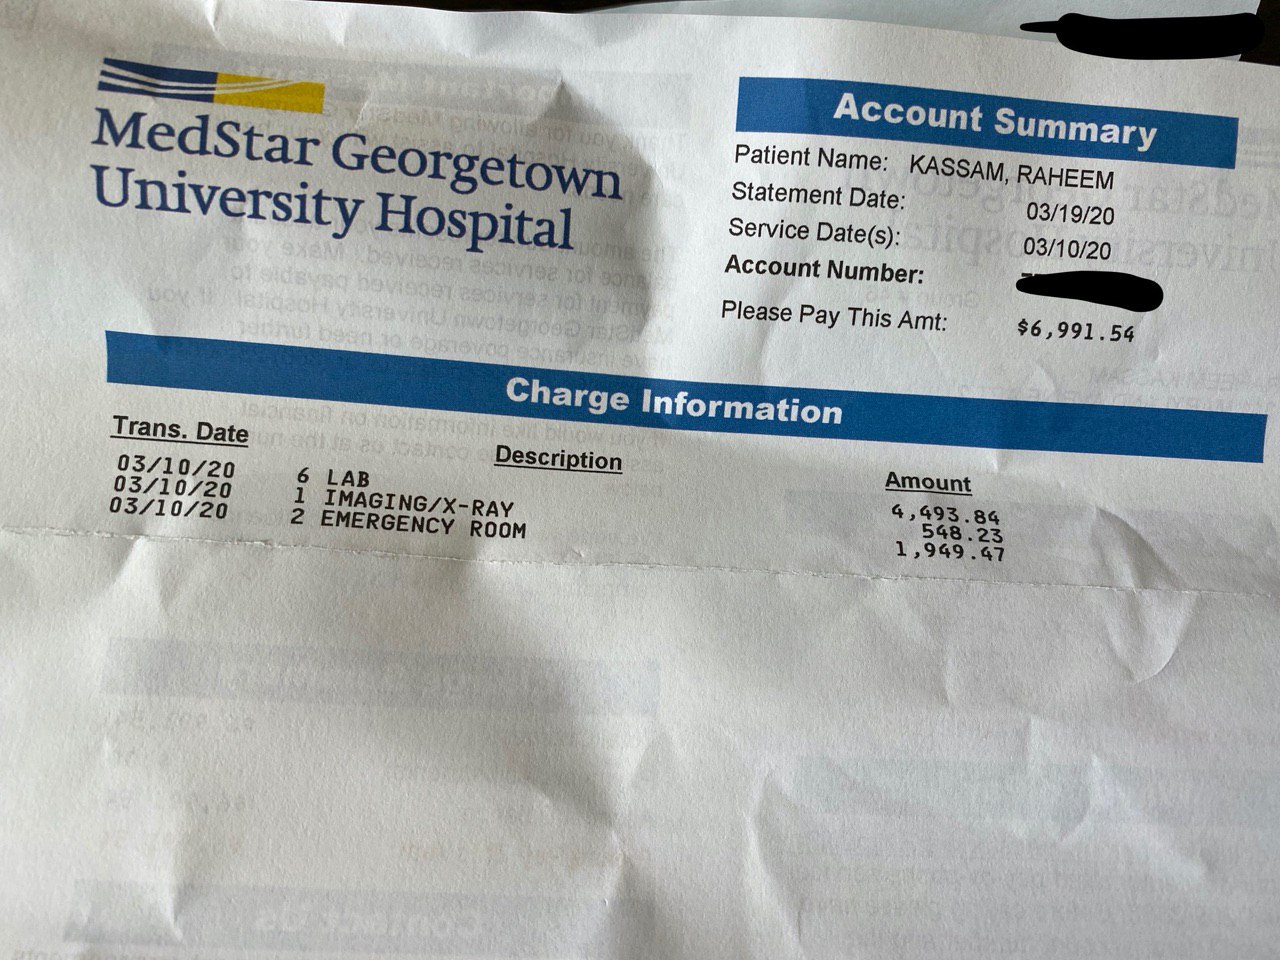 MedStar Georgetown
University Hospital
Account Summary
Patient Name: KASSAM, RAHEEM
Statement Date: 03/19/20
Service Date(s): 03/10/20
Account Number:
Please Pay This Amt: $6,991.54
Charge Information
Trans. Date Description Amount
03/10/20 6 LAB 4,493.84
03/10/20 1 IMAGING/X-RAY 548.23
03/10/20 2 EMERGENCY ROOM 1,949.47